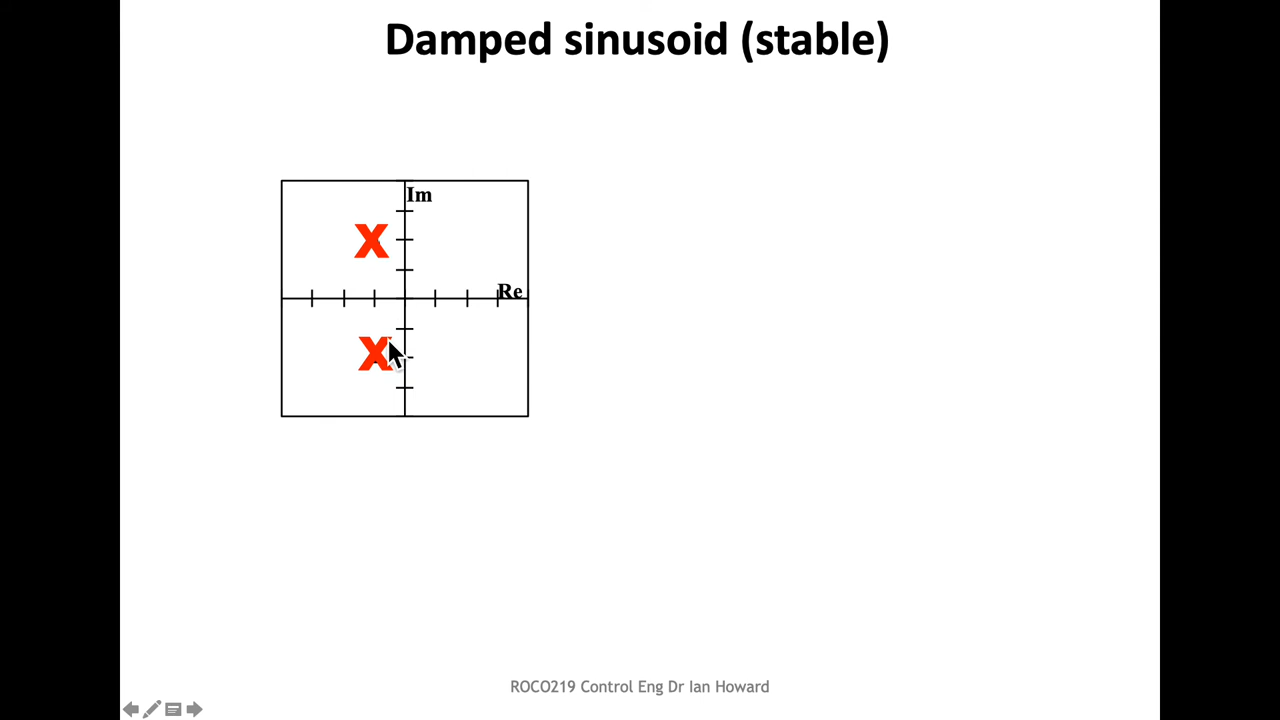 Damped sinusoid (stable)
Im
X
Re
X
ROCO219 Control Eng Dr Ian Howard